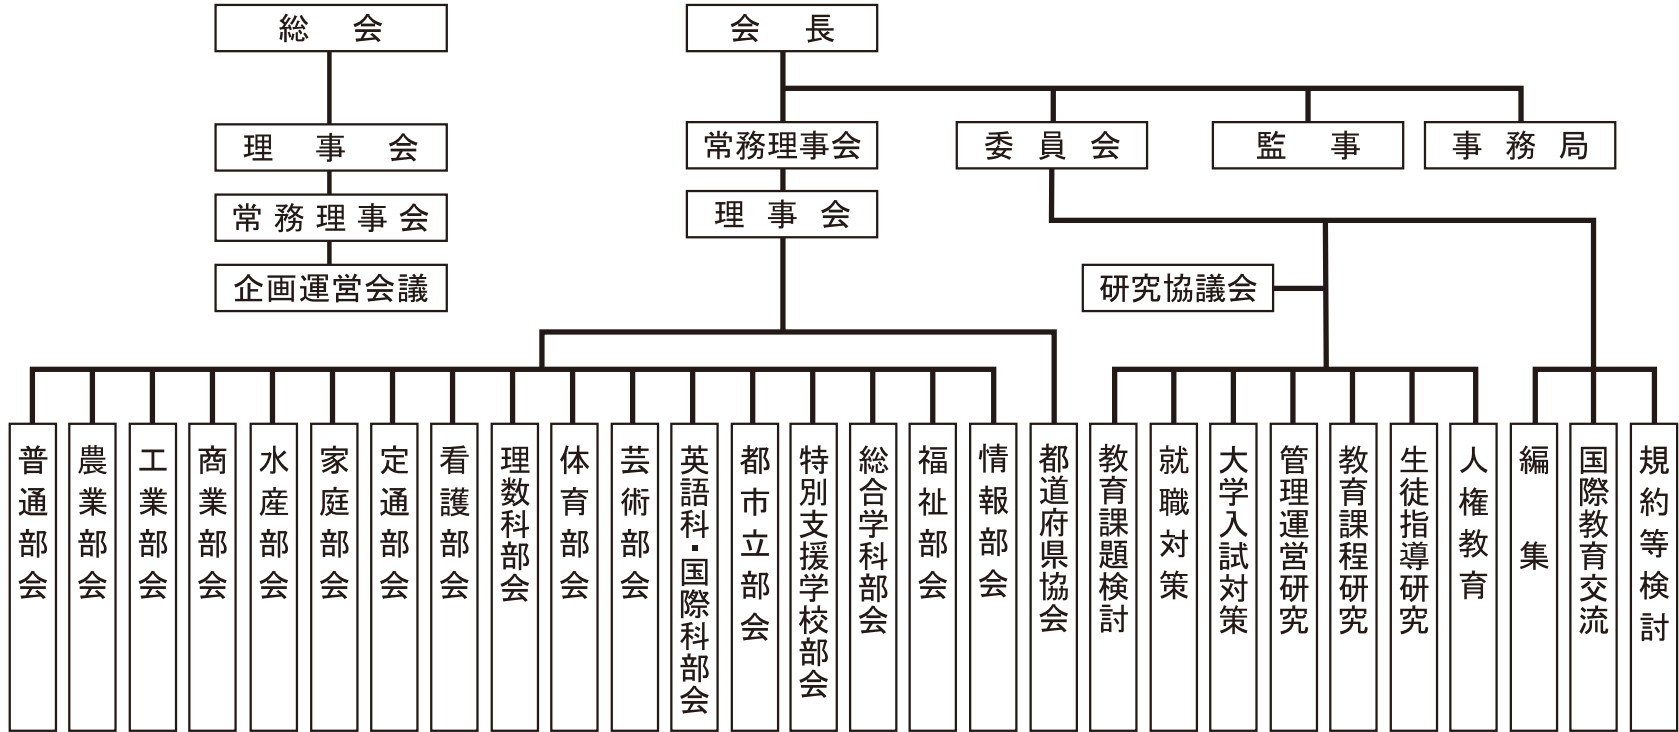 総会
会長
理事会
常務理事会
委員会
監事
事務局
常務理事会
理事会
企画運営会議
研究協議会
普通部会
農業部会
工業部会
商業部会
水産部会
家庭部会
定通部会
看護部会
理数科部会
体育部会
芸術部会
英語科・国際科部会
都市立部会
特別支援学校部会
総合学科部会
福祉部会
情報部会
都道府県協会
教育課題検討
就職対策
大学入試対策
管理運営研究
教育課程研究
生徒指導研究
人権教育
編集
国際教育交流
規約等検討